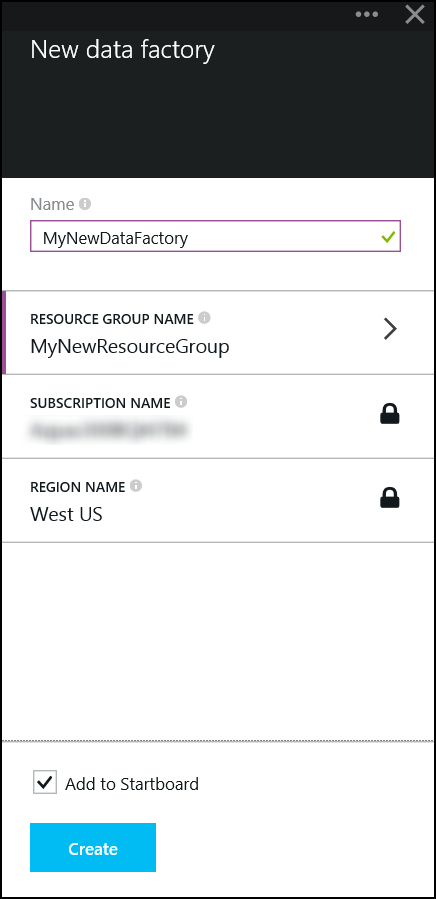 New data factory
Name
MyNewDataFactory
RESOURCE GROUP NAME
MyNewResourceGroup
SUBSCRIPTION NAME
REGION NAME
West US
Add to Startboard
Create